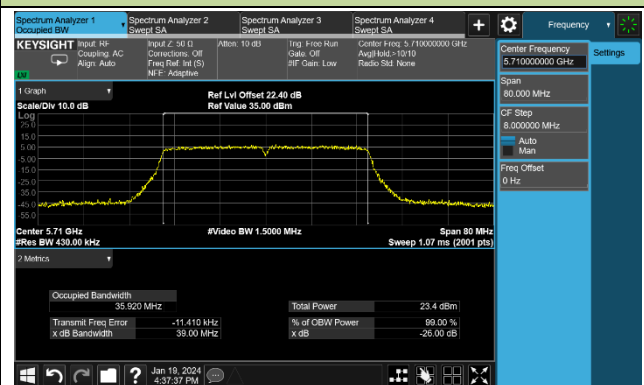 Spectrum Analyzer 1
Occupied BW
Spectrum Analyzer 2
Swept SA
Spectrum Analyzer 3
Swept SA
Spectrum Analyzer 4
Swept SA
+
Frequency
KEYSIGHT
Input: RF
Coupling: AC
Align: Auto
Input Z: 50 Ω
Corrections: Off
Freq Ref: Int (S)
NFE: Adaptive
Atten: 10 dB
Trig: Free Run
Gate: Off
#IF Gain: Low
Center Freq: 5.710000000 GHz
Avg|Hold:>10/10
Radio Std: None
Center Frequency
5.710000000 GHz
Settings
Span
80.000 MHz
CF Step
8.000000 MHz
Auto
Man
Freq Offset
0 Hz
1 Graph
Scale/Div 10.0 dB
Ref Lvl Offset 22.40 dB
Ref Value 35.00 dBm
Log
25.0
15.0
5.00
-5.00
-15.0
-25.0
-35.0
-45.0
-55.0
Center 5.71 GHz
#Res BW 430.00 kHz
#Video BW 1.5000 MHz
Span 80 MHz
Sweep 1.07 ms (2001 pts)
2 Metrics
Occupied Bandwidth
35.920 MHz
Total Power 23.4 dBm
Transmit Freq Error -11.410 kHz
% of OBW Power 99.00 %
x dB Bandwidth 39.00 MHz
x dB -26.00 dB
?
Jan 19, 2024
4:37:37 PM